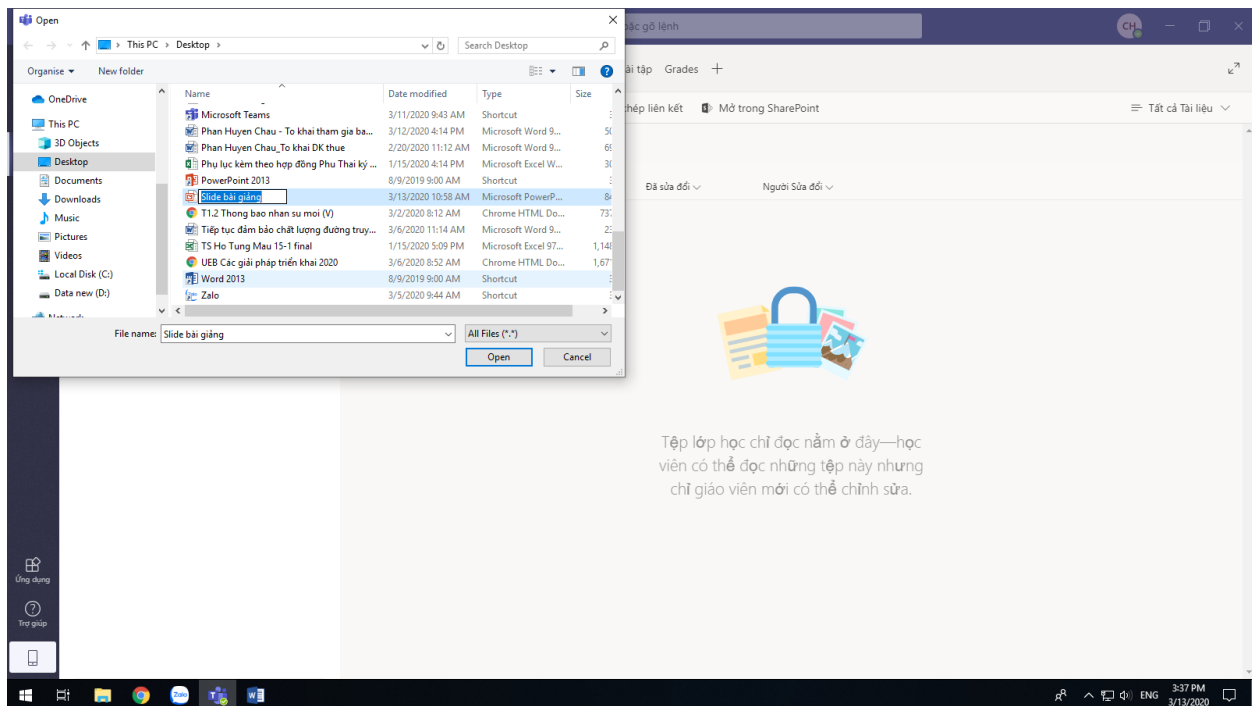 Open
bặc gõ lệnh
CH
This PC > Desktop >
Search Desktop
Organise
New folder
ài tập Grades
OneDrive
This PC
3D Objects
Desktop
Documents
Downloads
Music
Pictures
Videos
Local Disk (C:)
Data new (D:)
Name Date modified Type Size
Microsoft Teams 3/11/2020 9:43 AM Shortcut
Phan Huyen Chau - To khai tham gia ba... 3/12/2020 4:14 PM Microsoft Word 9...
Phan Huyen Chau_To khai DK thue 2/20/2020 11:12 AM Microsoft Word 9...
Phụ lục kèm theo hợp đồng Phu Thai ký ... 1/15/2020 4:14 PM Microsoft Excel W...
PowerPoint 2013 8/9/2019 9:00 AM Shortcut
Slide bài giảng 3/13/2020 10:58 AM Microsoft PowerP...
T1.2 Thong bao nhan su moi (V) 3/2/2020 8:12 AM Chrome HTML Do...
Tiếp tục đảm bảo chất lượng đường truy... 3/6/2020 11:14 AM Microsoft Word 9...
TS Ho Tung Mau 15-1 final 1/15/2020 5:09 PM Microsoft Excel 97...
UEB Các giải pháp triển khai 2020 3/6/2020 8:52 AM Chrome HTML Do...
Word 2013 8/9/2019 9:00 AM Shortcut
Zalo 3/5/2020 9:44 AM Shortcut
File name: Slide bài giảng All Files (*.*)
Open Cancel
chép liên kết Mở trong SharePoint Tất cả Tài liệu
Đã sửa đổi Người Sửa đổi
Tệp lớp học chỉ đọc nằm ở đây—học
viên có thể đọc những tệp này nhưng
chỉ giáo viên mới có thể chỉnh sửa.
Ứng dụng
Trợ giúp
ENG
3:37 PM
3/13/2020